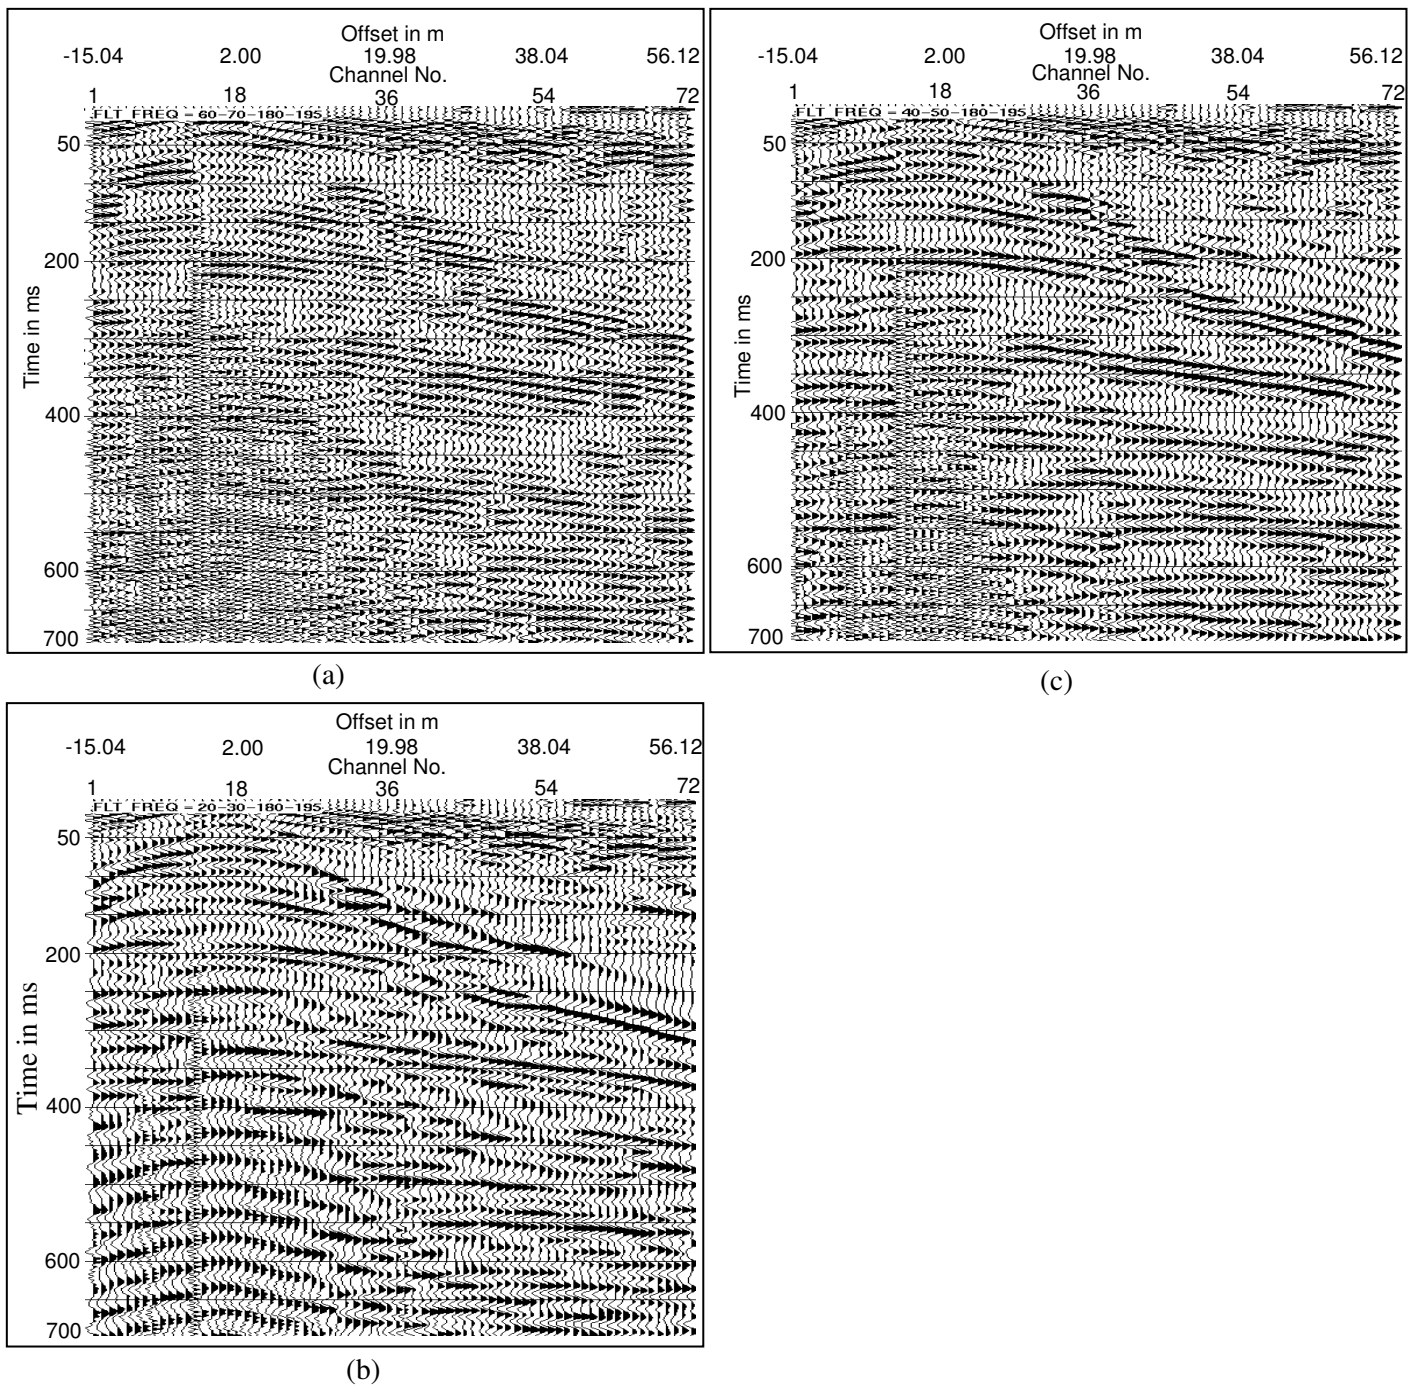 Offset in m
-15.04 2.00 19.98 38.04 56.12
Channel No.
1 18 36 54 72
FLT FREQ = 60-70-180-195
50
200
400
600
700
Time in ms
(a)
Offset in m
-15.04 2.00 19.98 38.04 56.12
Channel No.
1 18 36 54 72
FLT FREQ = 40-50-180-195
50
200
400
600
700
Time in ms
(c)
Offset in m
-15.04 2.00 19.98 38.04 56.12
Channel No.
1 18 36 54 72
FLT FREQ = 20-30-180-195
50
200
400
600
700
Time in ms
(b)